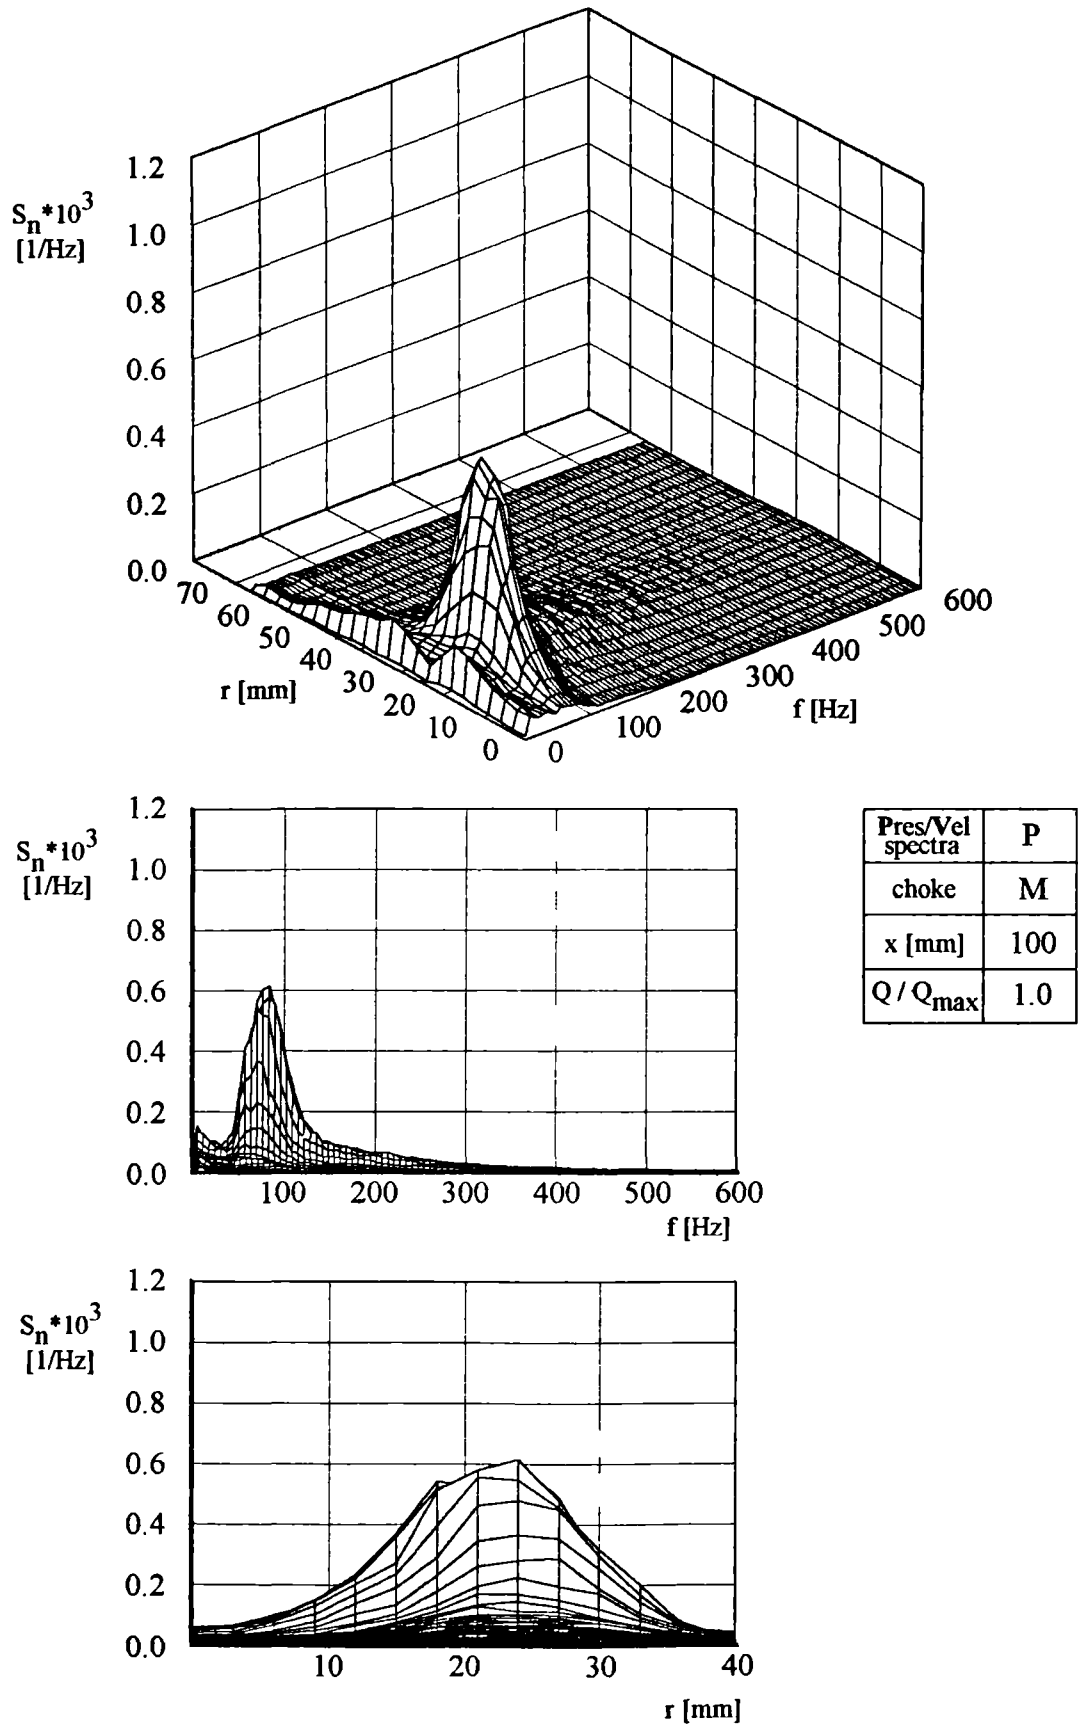 1.2
S_n*10^3
[1/Hz]
1.0
0.8
0.6
0.4
0.2
0.0
70
60
50
40
30
20
10
0
r [mm]
0
100
200
300
400
500
600
f [Hz]
1.2
S_n*10^3
[1/Hz]
1.0
0.8
0.6
0.4
0.2
0.0
100 200 300 400 500 600
f [Hz]
Pres/Vel spectra P
choke M
x [mm] 100
Q / Q_max 1.0
1.2
S_n*10^3
[1/Hz]
1.0
0.8
0.6
0.4
0.2
0.0
10 20 30 40
r [mm]